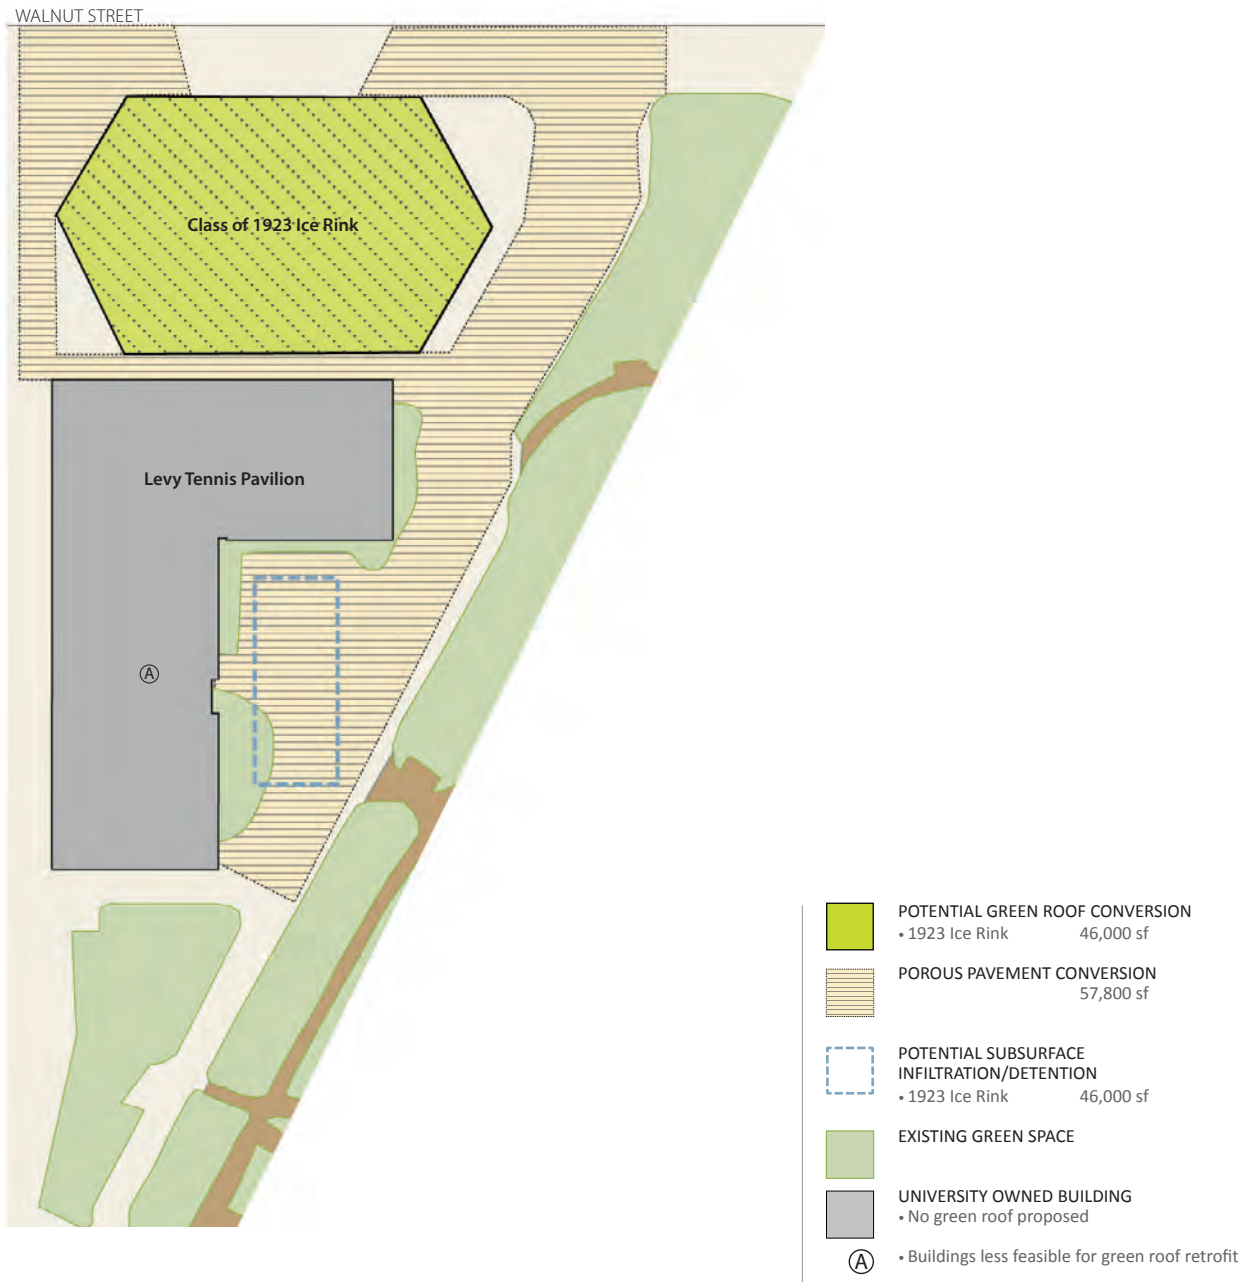 WALNUT STREET
Class of 1923 Ice Rink
Levy Tennis Pavilion
A
POTENTIAL GREEN ROOF CONVERSION
• 1923 Ice Rink 46,000 sf
POROUS PAVEMENT CONVERSION
57,800 sf
POTENTIAL SUBSURFACE
INFILTRATION/DETENTION
• 1923 Ice Rink 46,000 sf
EXISTING GREEN SPACE
UNIVERSITY OWNED BUILDING
• No green roof proposed
A • Buildings less feasible for green roof retrofit